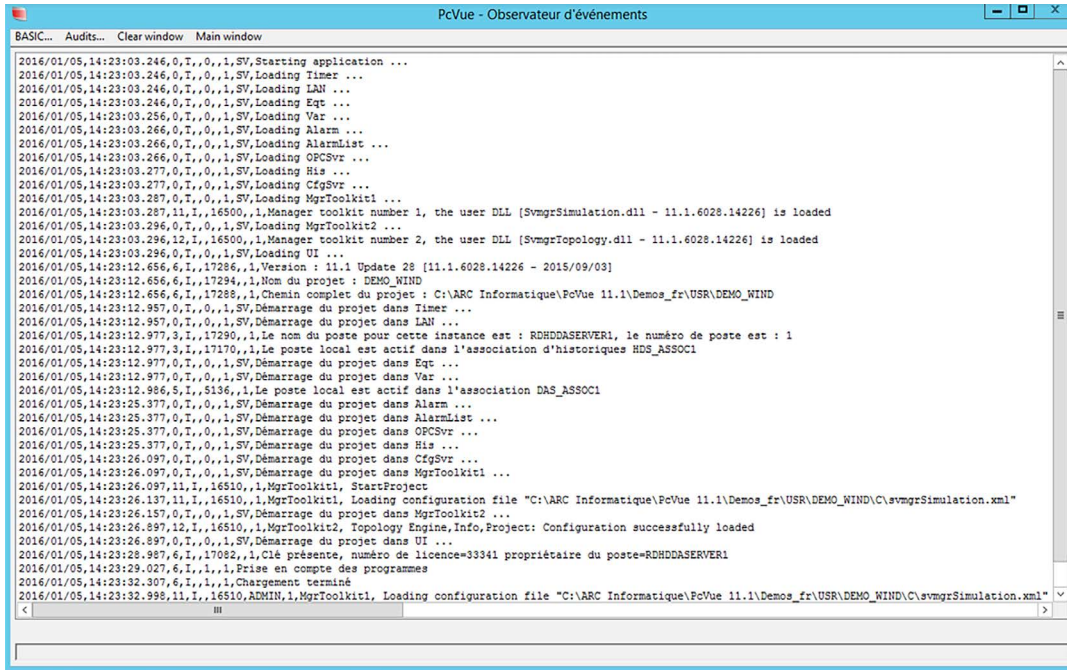 PcVue - Observateur d'événements
BASIC... Audits... Clear window Main window
2016/01/05,14:23:03.246,0,T,,0,,1,SV,Starting application ...
2016/01/05,14:23:03.246,0,T,,0,,1,SV,Loading Timer ...
2016/01/05,14:23:03.246,0,T,,0,,1,SV,Loading LAN ...
2016/01/05,14:23:03.246,0,T,,0,,1,SV,Loading Eqt ...
2016/01/05,14:23:03.256,0,T,,0,,1,SV,Loading Var ...
2016/01/05,14:23:03.266,0,T,,0,,1,SV,Loading Alarm ...
2016/01/05,14:23:03.266,0,T,,0,,1,SV,Loading AlarmList ...
2016/01/05,14:23:03.266,0,T,,0,,1,SV,Loading OPCSvr ...
2016/01/05,14:23:03.277,0,T,,0,,1,SV,Loading His ...
2016/01/05,14:23:03.277,0,T,,0,,1,SV,Loading CfgSvr ...
2016/01/05,14:23:03.287,0,T,,0,,1,SV,Loading MgrToolkit1 ...
2016/01/05,14:23:03.287,11,I,,16500,,1,Manager toolkit number 1, the user DLL [SvmgrSimulation.dll - 11.1.6028.14226] is loaded
2016/01/05,14:23:03.296,0,T,,0,,1,SV,Loading MgrToolkit2 ...
2016/01/05,14:23:03.296,12,I,,16500,,1,Manager toolkit number 2, the user DLL [SvmgrTopology.dll - 11.1.6028.14226] is loaded
2016/01/05,14:23:03.296,0,T,,0,,1,SV,Loading UI ...
2016/01/05,14:23:12.656,6,I,,17286,,1,Version : 11.1 Update 28 [11.1.6028.14226 - 2015/09/03]
2016/01/05,14:23:12.656,6,I,,17294,,1,Nom du projet : DEMO_WIND
2016/01/05,14:23:12.656,6,I,,17288,,1,Chemin complet du projet : C:\ARC Informatique\PcVue 11.1\Demos_fr\USR\DEMO_WIND
2016/01/05,14:23:12.957,0,T,,0,,1,SV,Démarrage du projet dans Timer ...
2016/01/05,14:23:12.957,0,T,,0,,1,SV,Démarrage du projet dans LAN ...
2016/01/05,14:23:12.977,3,I,,17290,,1,Le nom du poste pour cette instance est : RDHDDASERVER1, le numéro de poste est : 1
2016/01/05,14:23:12.977,3,I,,17170,,1,Le poste local est actif dans l'association d'historiques HDS_ASSOC1
2016/01/05,14:23:12.977,0,T,,0,,1,SV,Démarrage du projet dans Eqt ...
2016/01/05,14:23:12.977,0,T,,0,,1,SV,Démarrage du projet dans Var ...
2016/01/05,14:23:12.986,5,I,,5136,,1,Le poste local est actif dans l'association DAS_ASSOC1
2016/01/05,14:23:25.377,0,T,,0,,1,SV,Démarrage du projet dans Alarm ...
2016/01/05,14:23:25.377,0,T,,0,,1,SV,Démarrage du projet dans AlarmList ...
2016/01/05,14:23:25.377,0,T,,0,,1,SV,Démarrage du projet dans OPCSvr ...
2016/01/05,14:23:25.377,0,T,,0,,1,SV,Démarrage du projet dans His ...
2016/01/05,14:23:26.097,0,T,,0,,1,SV,Démarrage du projet dans CfgSvr ...
2016/01/05,14:23:26.097,0,T,,0,,1,SV,Démarrage du projet dans MgrToolkit1 ...
2016/01/05,14:23:26.097,11,I,,16510,,1,MgrToolkit1, StartProject
2016/01/05,14:23:26.137,11,I,,16510,,1,MgrToolkit1, Loading configuration file "C:\ARC Informatique\PcVue 11.1\Demos_fr\USR\DEMO_WIND\C\svmgrSimulation.xml"
2016/01/05,14:23:26.157,0,T,,0,,1,SV,Démarrage du projet dans MgrToolkit2 ...
2016/01/05,14:23:26.897,12,I,,16510,,1,MgrToolkit2, Topology Engine,Info,Project: Configuration successfully loaded
2016/01/05,14:23:26.897,0,T,,0,,1,SV,Démarrage du projet dans UI ...
2016/01/05,14:23:28.987,6,I,,17082,,1,Clé présente, numéro de licence=33341 propriétaire du poste=RDHDDASERVER1
2016/01/05,14:23:29.027,6,I,,1,,1,Prise en compte des programmes
2016/01/05,14:23:32.307,6,I,,1,,1,Chargement terminé
2016/01/05,14:23:32.998,11,I,,16510,ADMIN,1,MgrToolkit1, Loading configuration file "C:\ARC Informatique\PcVue 11.1\Demos_fr\USR\DEMO_WIND\C\svmgrSimulation.xml"